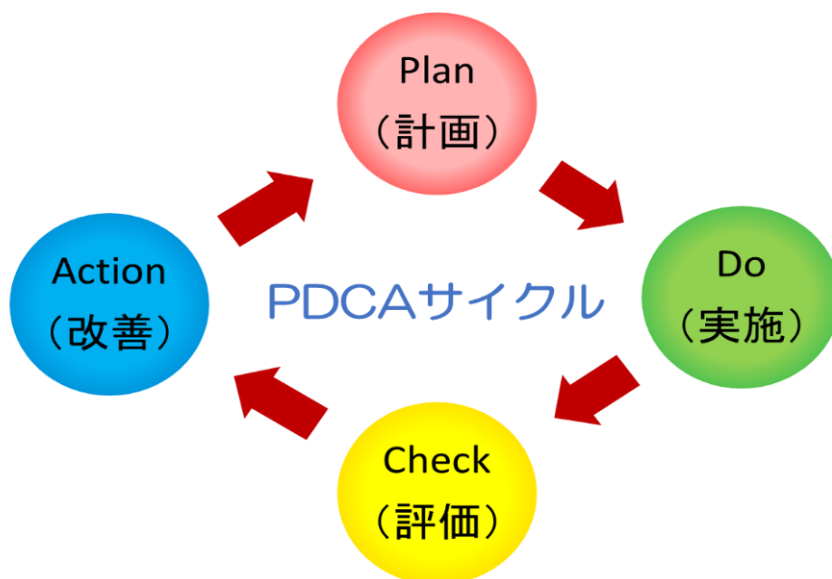 Plan
（計画）
Do
（実施）
PDCAサイクル
Action
（改善）
Check
（評価）